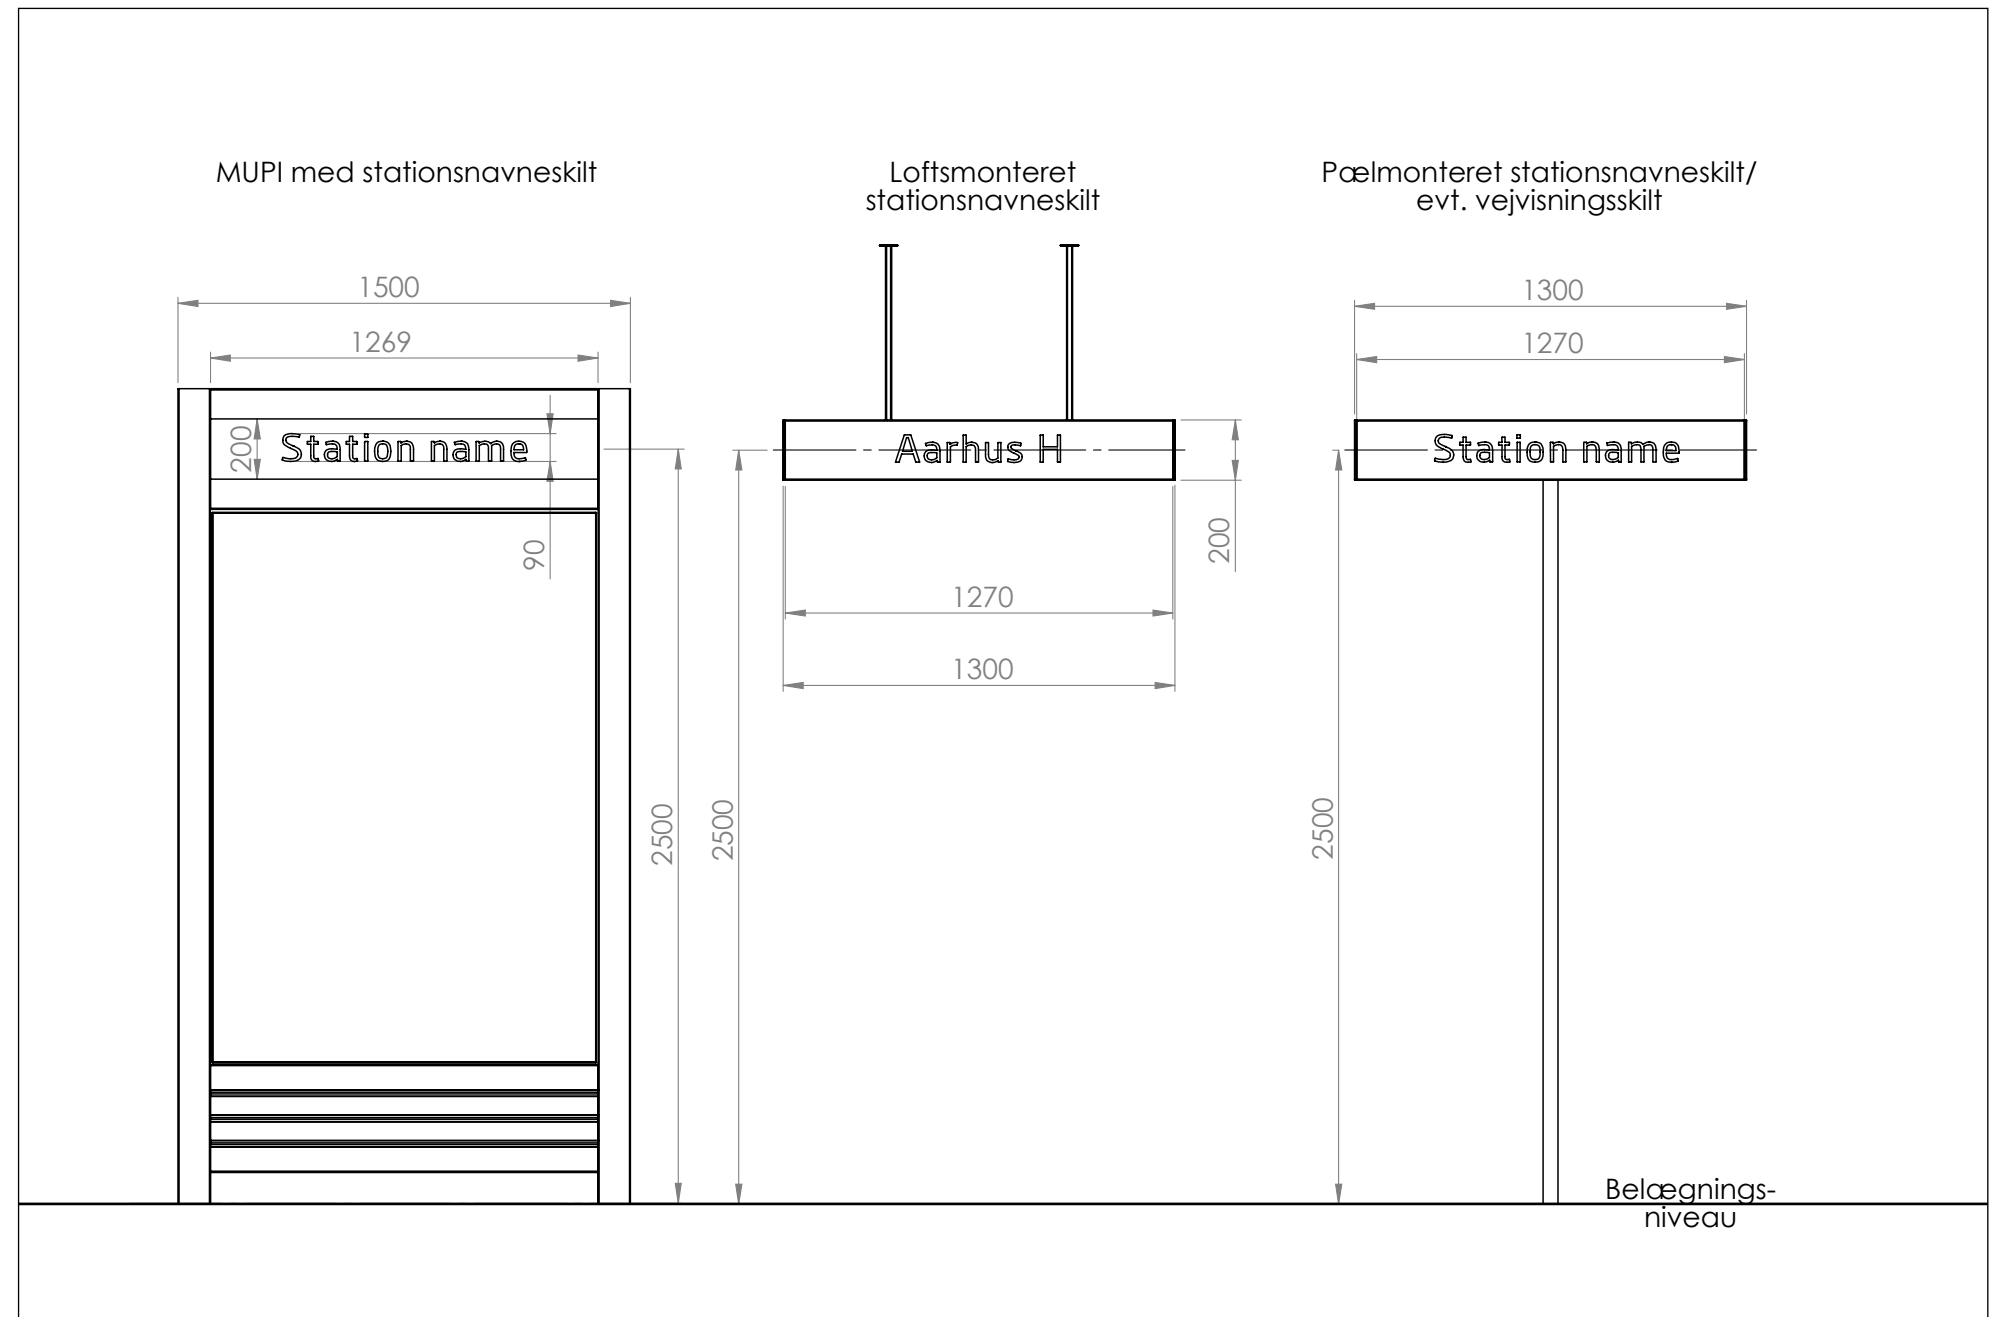 MUPI med stationsnavneskilt
Loftsmonteret
stationsnavneskilt
Pælmonteret stationsnavneskilt/
evt. vejvisningsskilt
1500
1269
200
Station name
90
2500
2500
Aarhus H
200
1270
1300
1300
1270
Station name
2500
Belægnings-
niveau